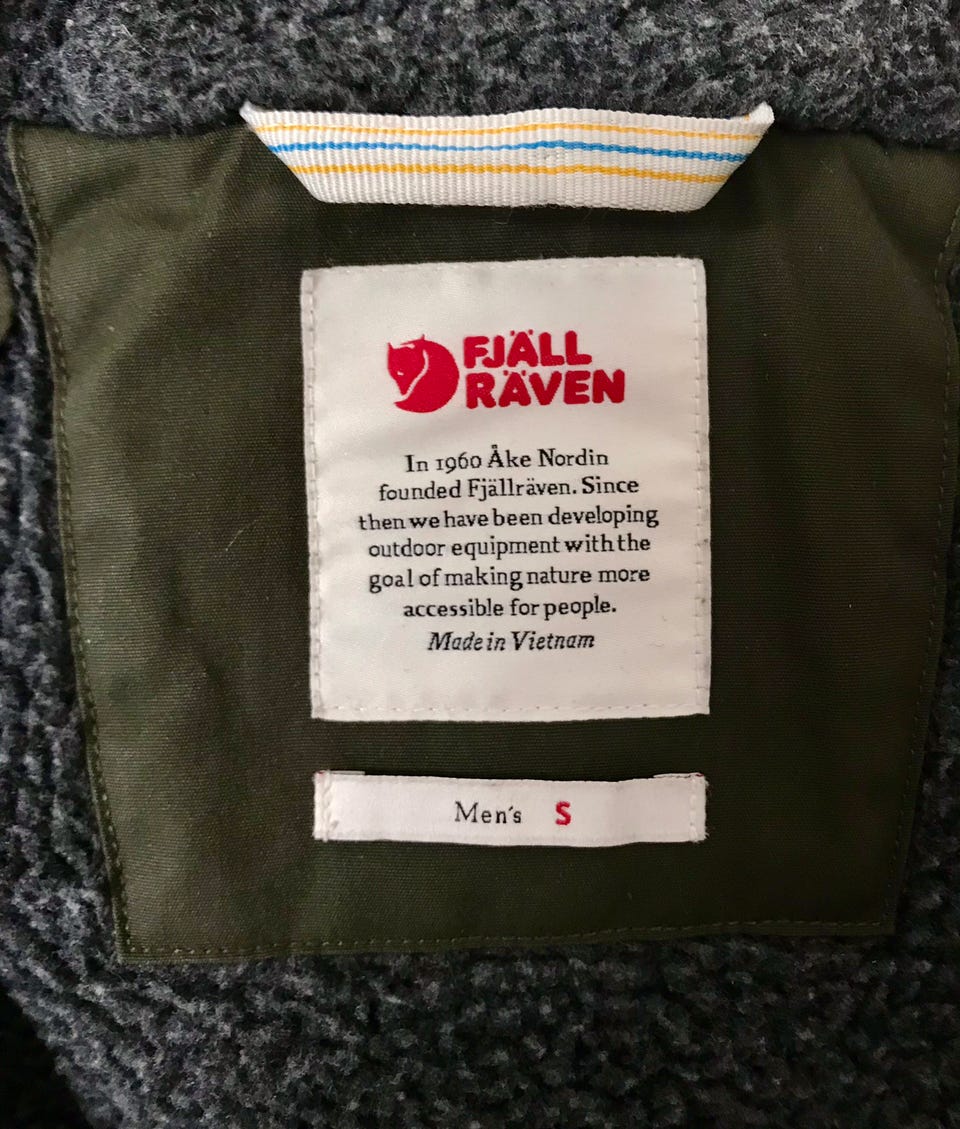 FJÄLL
RÄVEN
In 1960 Åke Nordin
founded Fjällräven. Since
then we have been developing
outdoor equipment with the
goal of making nature more
accessible for people.
Made in Vietnam
Men's S